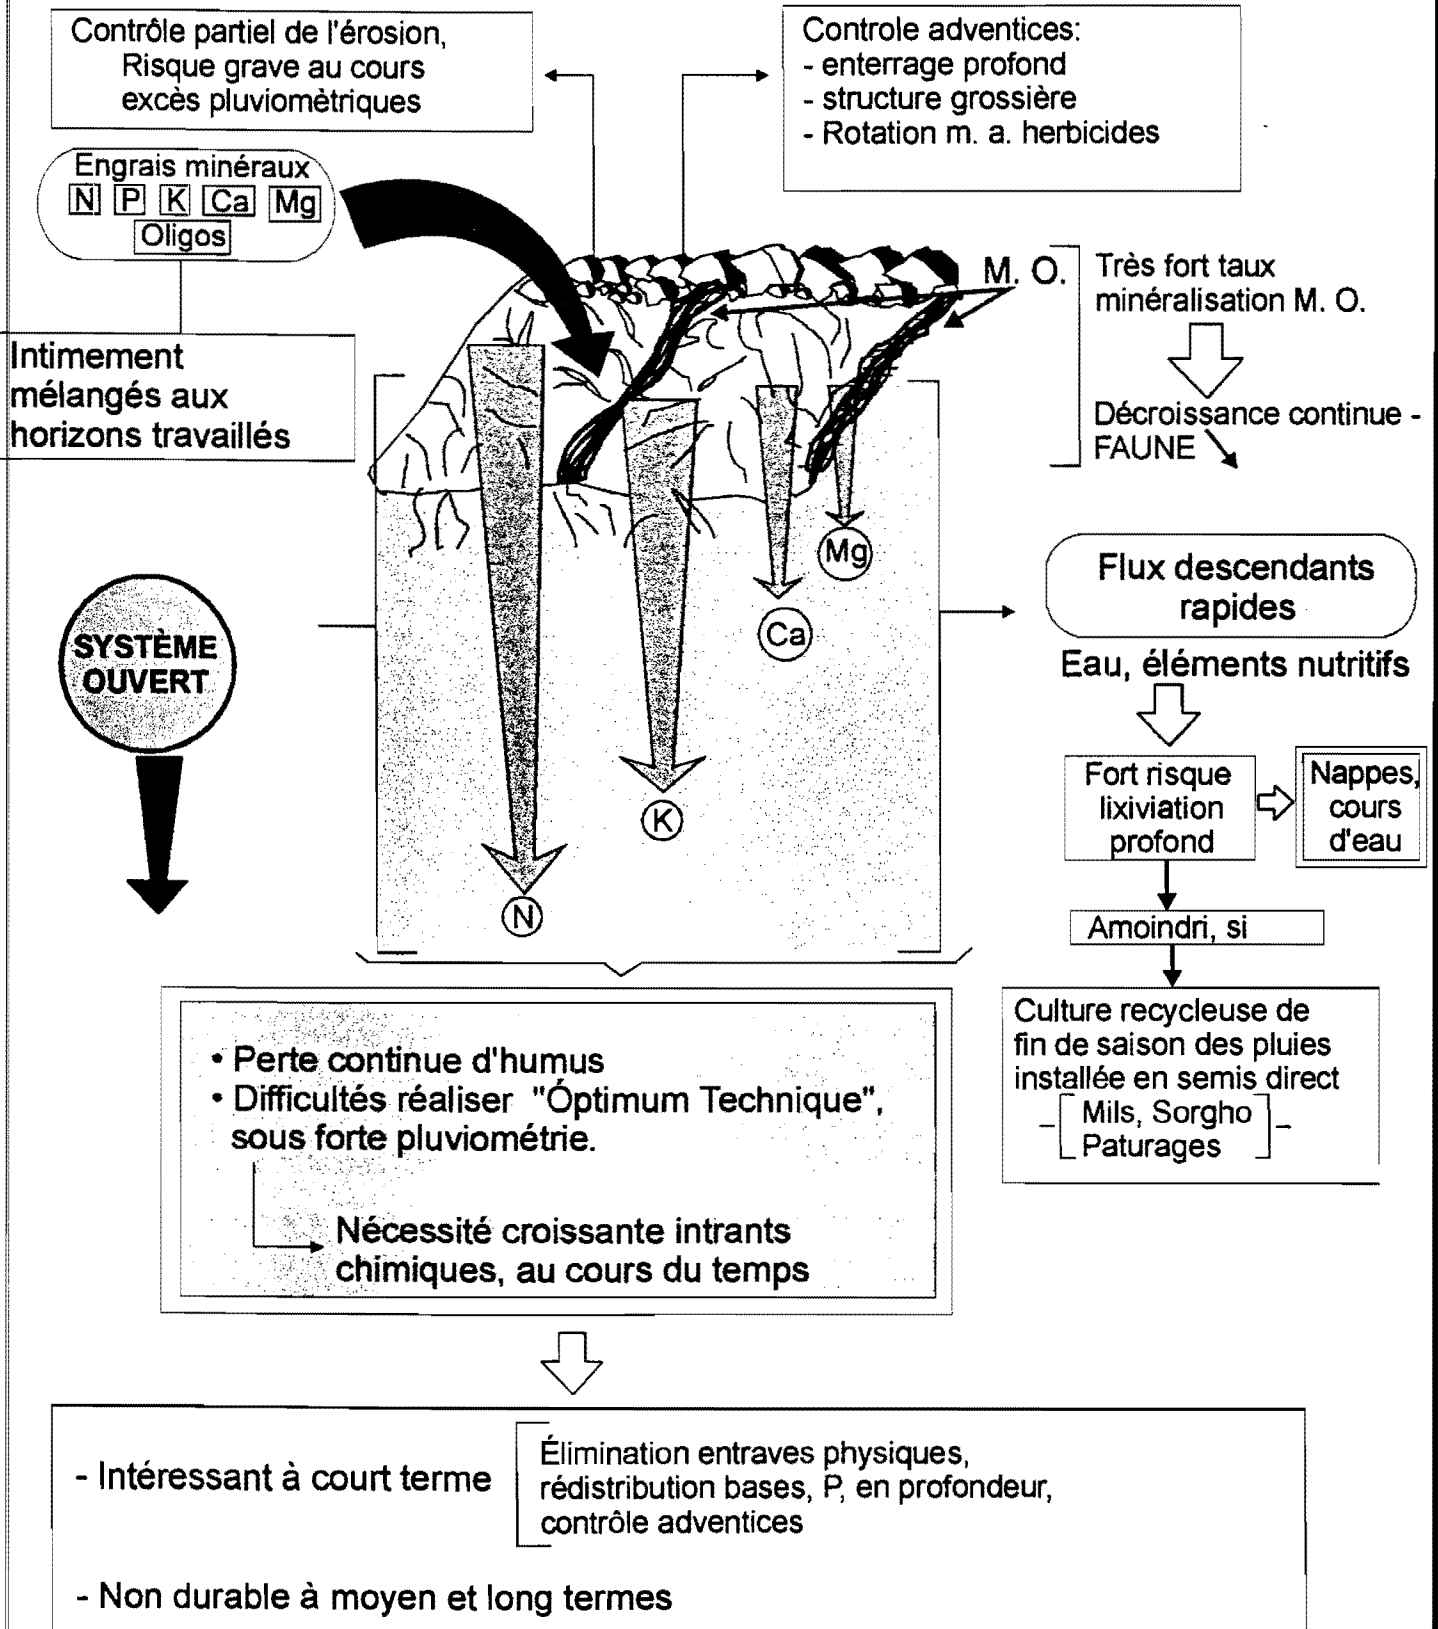 Contrôle partiel de l'érosion,
Risque grave au cours
excès pluviomètriques
Controle adventices:
- enterrage profond
- structure grossière
- Rotation m. a. herbicides
Engrais minéraux
N P K Ca Mg
Oligos
Intimement
mélangés aux
horizons travaillés
M. O.
Très fort taux
minéralisation M. O.
Décroissance continue -
FAUNE
SYSTÈME
OUVERT
Mg
Ca
K
N
Flux descendants
rapides
Eau, éléments nutritifs
Fort risque
lixiviation
profond
Nappes,
cours
d'eau
Amoindri, si
Culture recycleuse de
fin de saison des pluies
installée en semis direct
Mils, Sorgho
Paturages
• Perte continue d'humus
• Difficultés réaliser "Óptimum Technique",
sous forte pluviométrie.
Nécessité croissante intrants
chimiques, au cours du temps
- Intéressant à court terme
Élimination entraves physiques,
rédistribution bases, P, en profondeur,
contrôle adventices
- Non durable à moyen et long termes